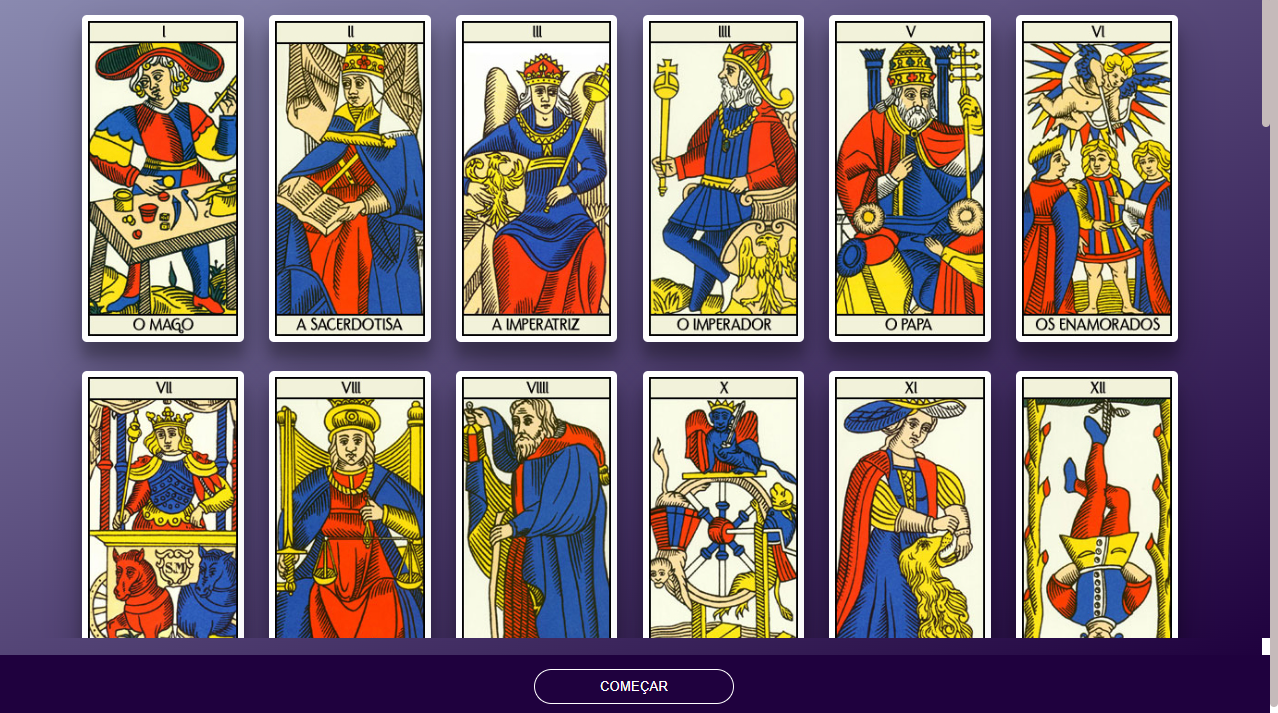 I
II
III
IIII
V
VI
O MAGO
A SACERDOTISA
A IMPERATRIZ
O IMPERADOR
O PAPA
OS ENAMORADOS
VII
VIII
VIIII
X
XI
XII
S.M
COMEÇAR